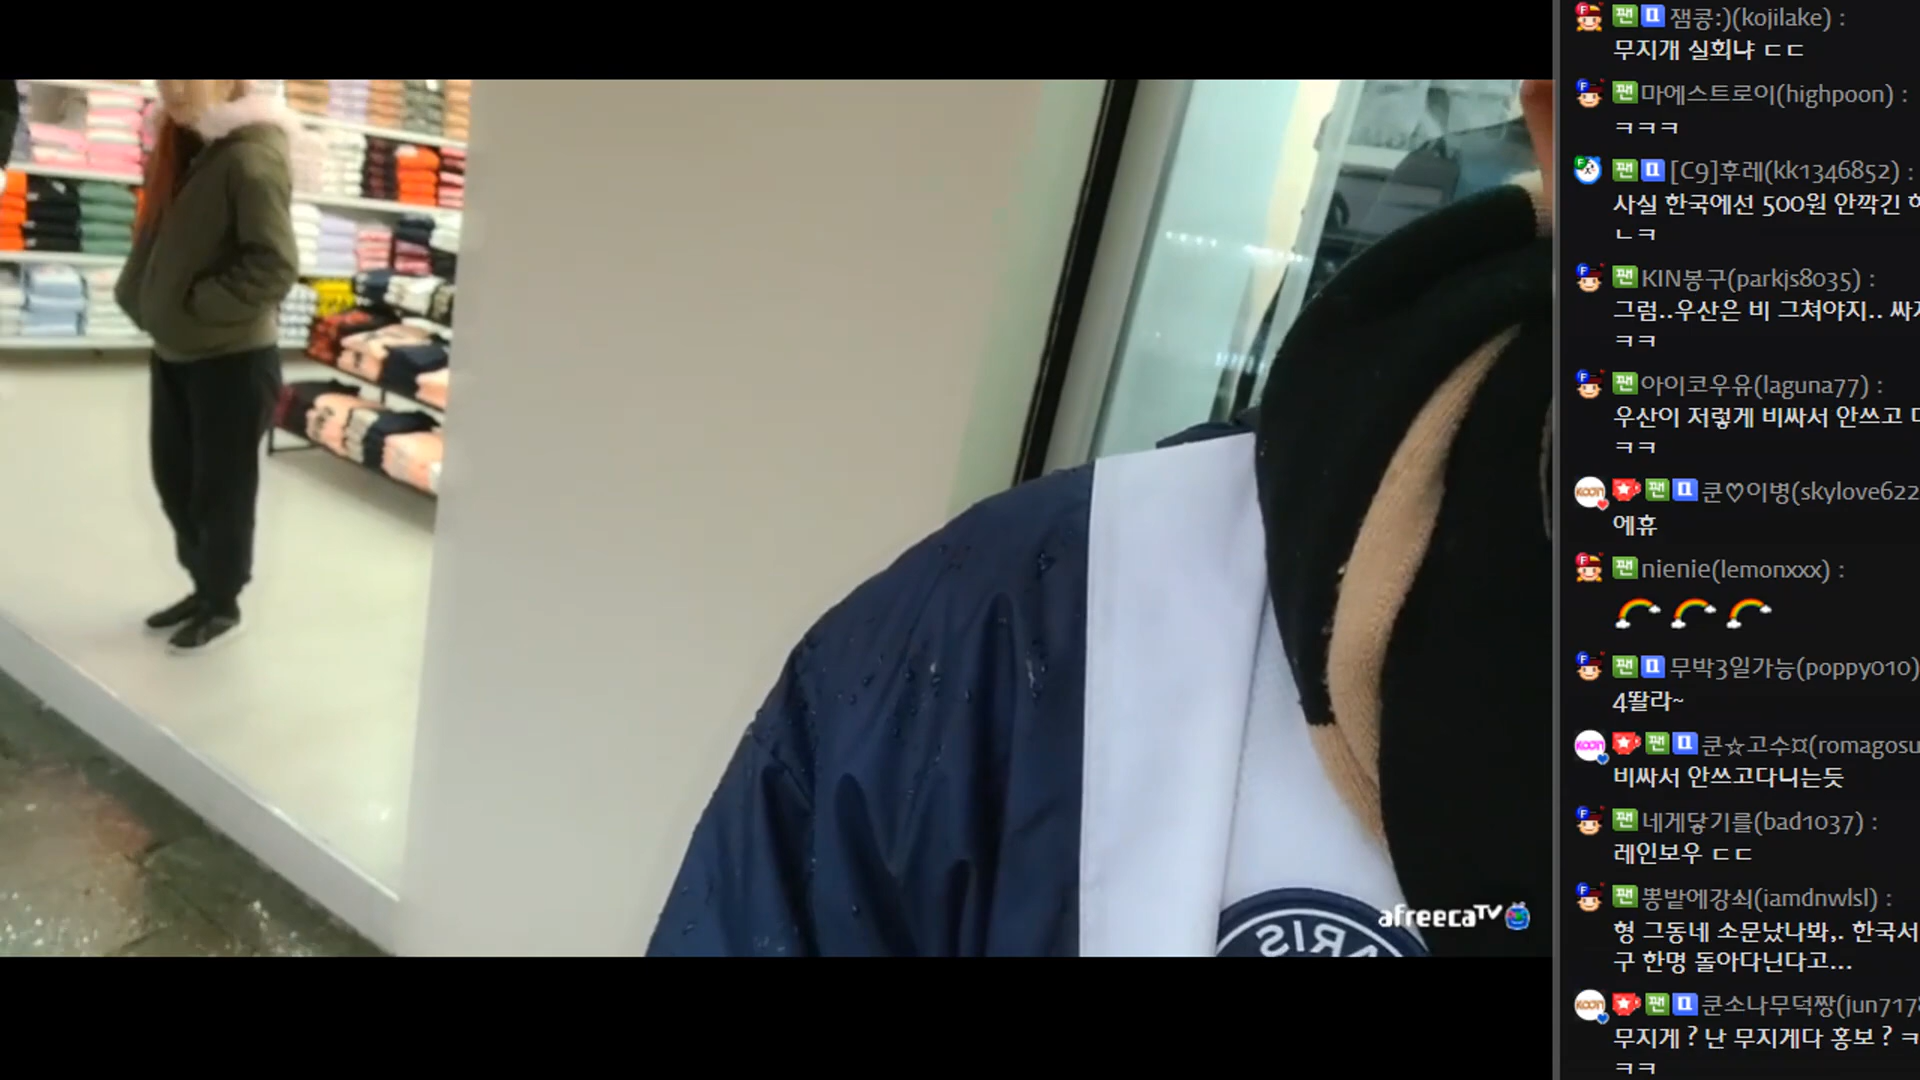 잼콩:)(kojilake) :
무지개 실회냐 ㄷㄷ
마에스트로이(highpoon) :
ㅋㅋㅋ
[C9]후레(kk1346852) :
사실 한국에선 500원 안깍긴
ㄴㅋ
KIN봉구(parkjs8035) :
그럼..우산은 비 그쳐야지..
ㅋㅋ
아이코우유(laguna77) :
우산이 저렇게 비싸서 안쓰고
ㅋㅋ
쿤♡이병(skylove622
에휴
nienie(lemonxxx) :
무박3일가능(poppy010)
4똴라~
쿤☆고수¤(romagosu
비싸서 안쓰고다니는듯
네게닿기를(bad1037) :
레인보우 ㄷㄷ
뽕밭에강쇠(iamdnwlsl) :
형 그동네 소문났나봐,. 한국서
구 한명 돌아다닌다고...
쿤소나무덕짱(jun717
무지게 ? 난 무지게다 홍보 ? ㅋ
ㅋㅋ
afreecaTV